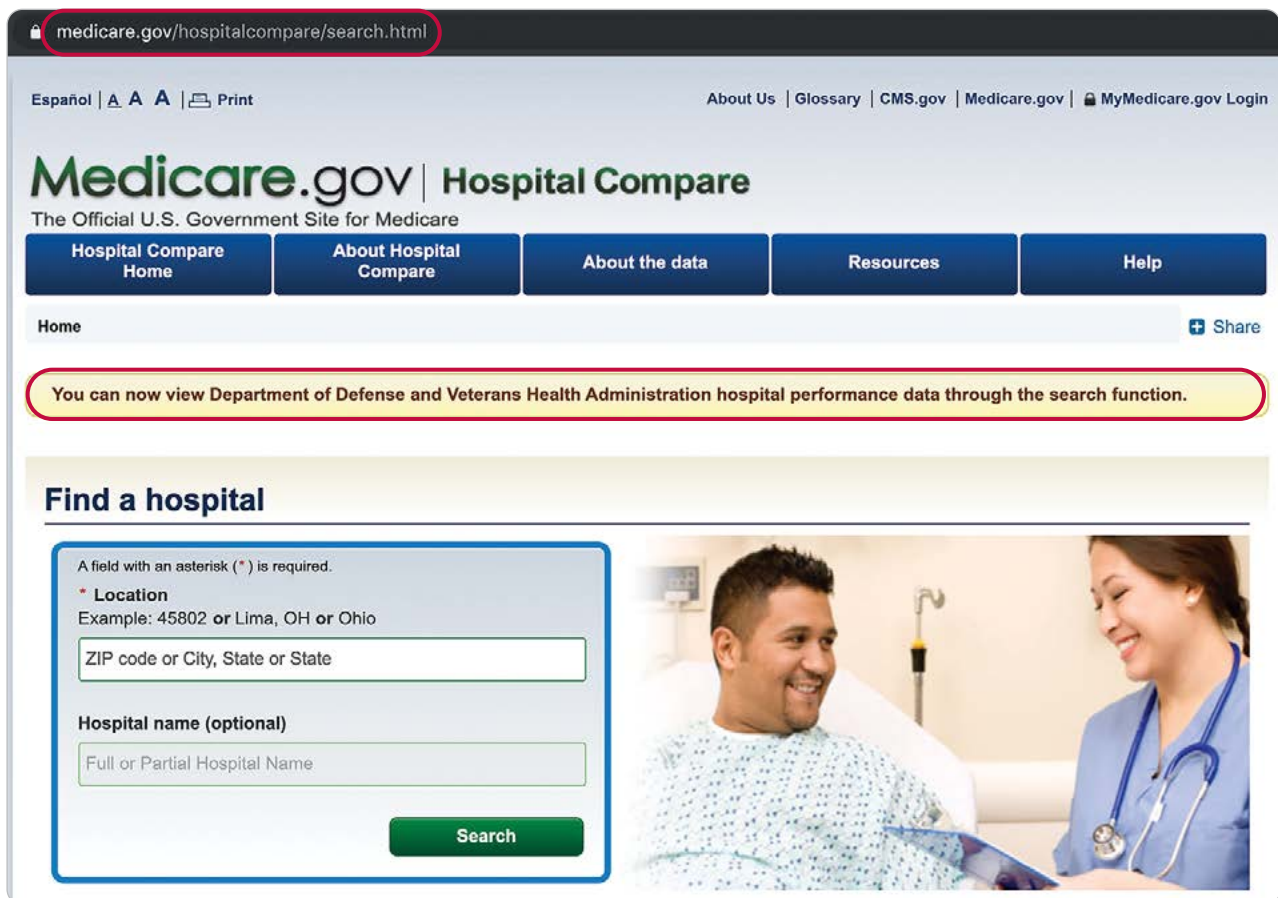 medicare.gov/hospitalcompare/search.html
Español | A A A | Print
About Us | Glossary | CMS.gov | Medicare.gov | MyMedicare.gov Login
Medicare.gov | Hospital Compare
The Official U.S. Government Site for Medicare
Hospital Compare
Home
About Hospital
Compare
About the data
Resources
Help
Home
Share
You can now view Department of Defense and Veterans Health Administration hospital performance data through the search function.
Find a hospital
A field with an asterisk (*) is required.
* Location
Example: 45802 or Lima, OH or Ohio
ZIP code or City, State or State
Hospital name (optional)
Full or Partial Hospital Name
Search